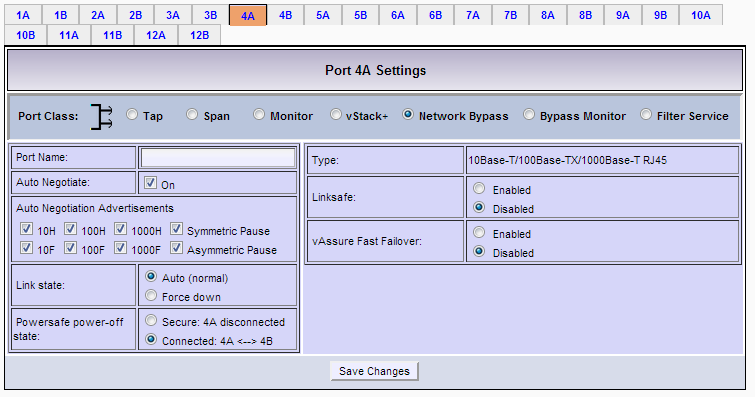 1A 1B 2A 2B 3A 3B 4A 4B 5A 5B 6A 6B 7A 7B 8A 8B 9A 9B 10A
10B 11A 11B 12A 12B
Port 4A Settings
Port Class: Tap Span Monitor vStack+ Network Bypass Bypass Monitor Filter Service
Port Name:
Auto Negotiate: On
Auto Negotiation Advertisements
10H 100H 1000H Symmetric Pause
10F 100F 1000F Asymmetric Pause
Link state: Auto (normal)
Force down
Powersafe power-off state: Secure: 4A disconnected
Connected: 4A <--> 4B
Type: 10Base-T/100Base-TX/1000Base-T RJ45
Linksafe: Enabled
Disabled
vAssure Fast Failover: Enabled
Disabled
Save Changes